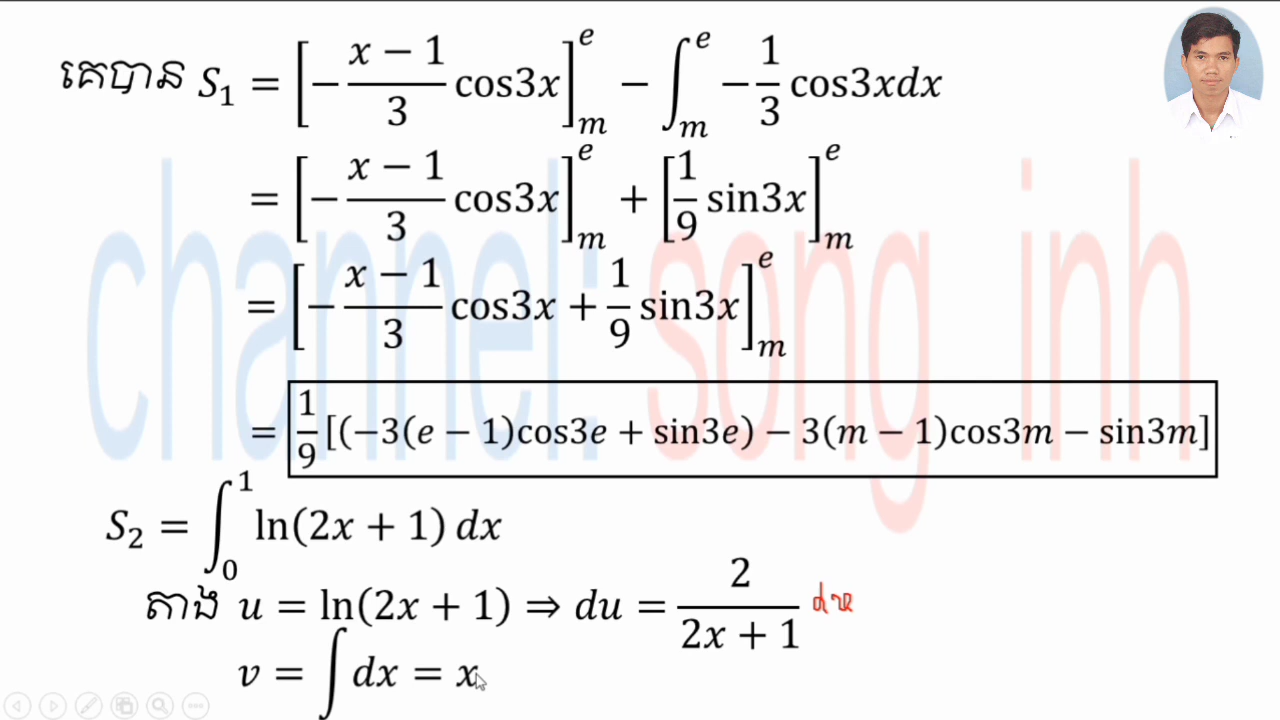 គេបាន S₁ = [−(x − 1)/3 cos3x]ₘᵉ − ∫ₘᵉ −1/3 cos3xdx
= [−(x − 1)/3 cos3x]ₘᵉ + [1/9 sin3x]ₘᵉ
= [−(x − 1)/3 cos3x + 1/9 sin3x]ₘᵉ
= 1/9 [(−3(e − 1)cos3e + sin3e) − 3(m − 1)cos3m − sin3m]
S₂ = ∫₀¹ ln(2x + 1) dx
តាង u = ln(2x + 1) ⇒ du = 2/(2x + 1) dx
v = ∫ dx = x
channel: song inh